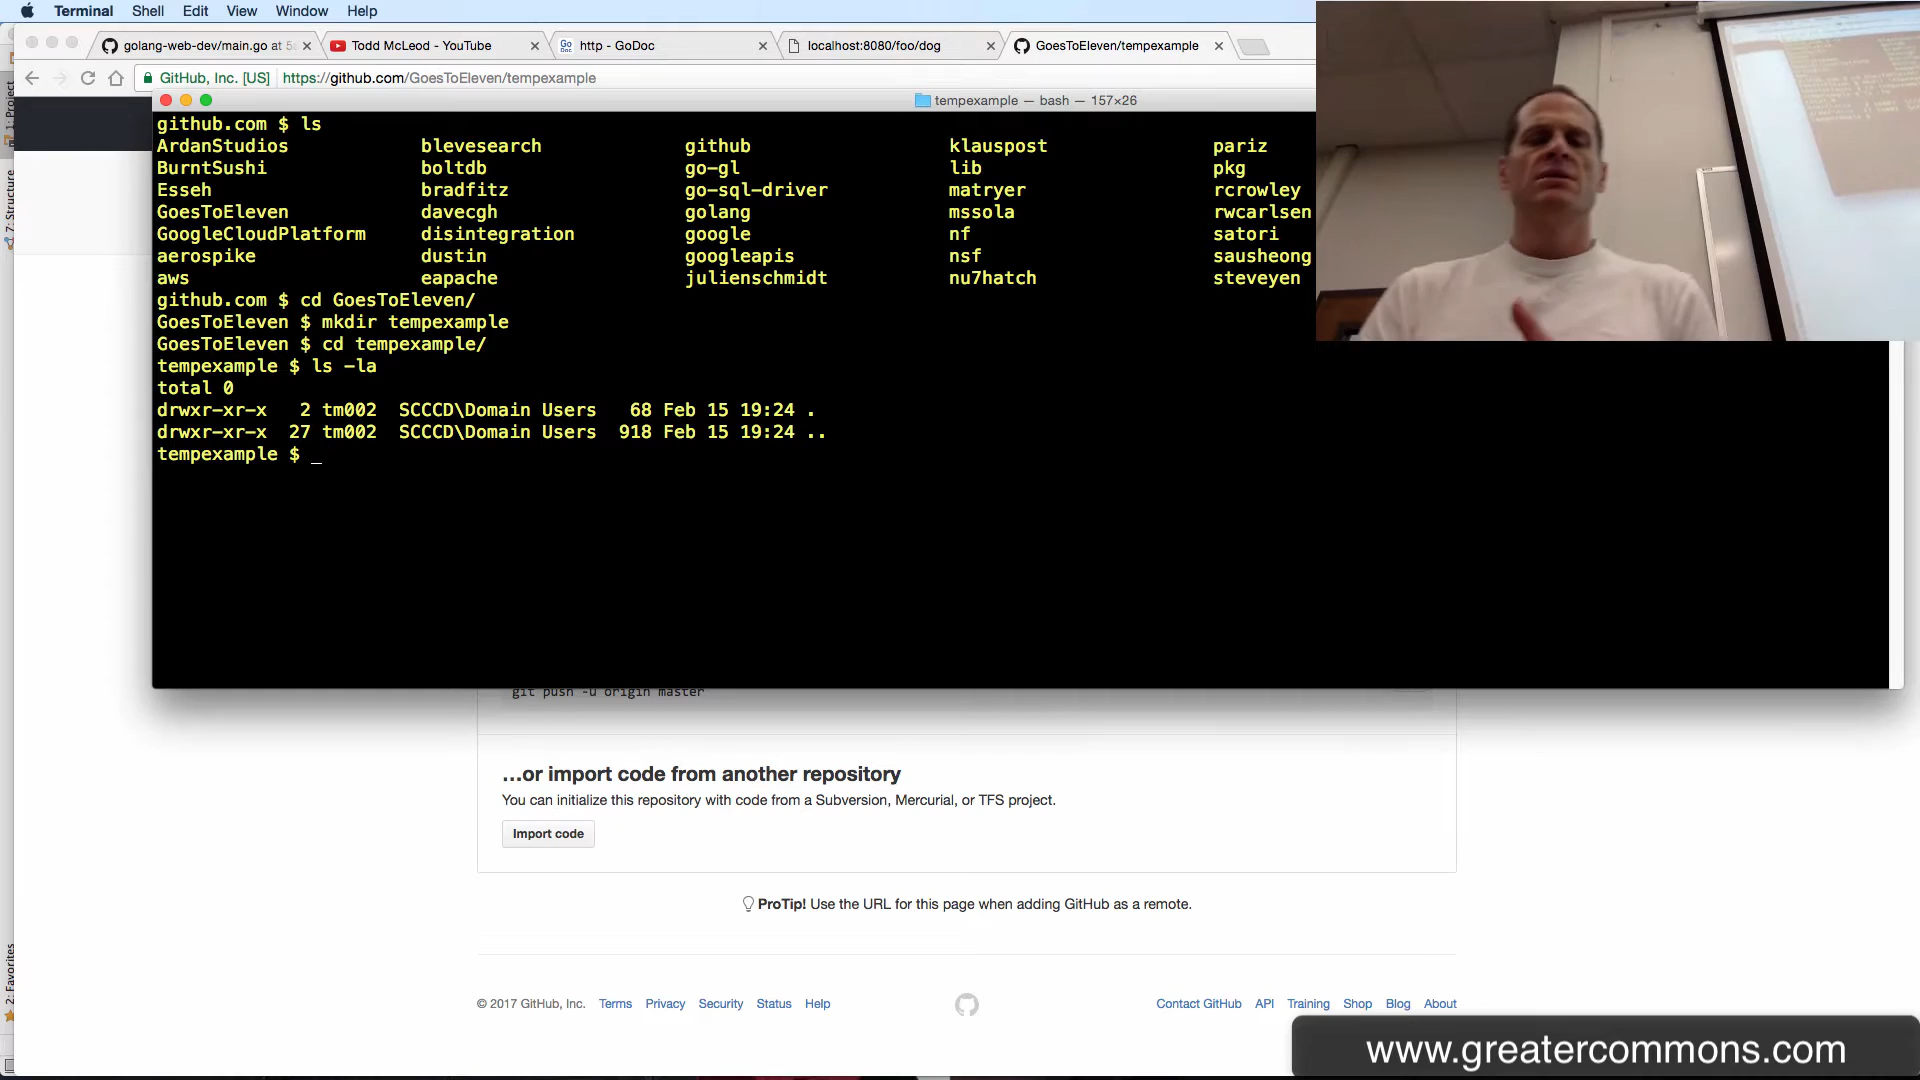 Terminal Shell Edit View Window Help
golang-web-dev/main.go at 5a
Todd McLeod - YouTube
http - GoDoc
localhost:8080/foo/dog
GoesToEleven/tempexample
GitHub, Inc. [US] https://github.com/GoesToEleven/tempexample
tempexample — bash — 157×26
github.com $ ls
ArdanStudios blevesearch github klauspost pariz
BurntSushi boltdb go-gl lib pkg
Esseh bradfitz go-sql-driver matryer rcrowley
GoesToEleven davecgh golang mssola rwcarlsen
GoogleCloudPlatform disintegration google nf satori
aerospike dustin googleapis nsf sausheong
aws eapache julienschmidt nu7hatch steveyen
github.com $ cd GoesToEleven/
GoesToEleven $ mkdir tempexample
GoesToEleven $ cd tempexample/
tempexample $ ls -la
total 0
drwxr-xr-x 2 tm002 SCCCD\Domain Users 68 Feb 15 19:24 .
drwxr-xr-x 27 tm002 SCCCD\Domain Users 918 Feb 15 19:24 ..
tempexample $ _
git push -u origin master
…or import code from another repository
You can initialize this repository with code from a Subversion, Mercurial, or TFS project.
Import code
ProTip! Use the URL for this page when adding GitHub as a remote.
© 2017 GitHub, Inc. Terms Privacy Security Status Help
Contact GitHub API Training Shop Blog About
1: Project
7: Structure
2: Favorites
www.greatercommons.com